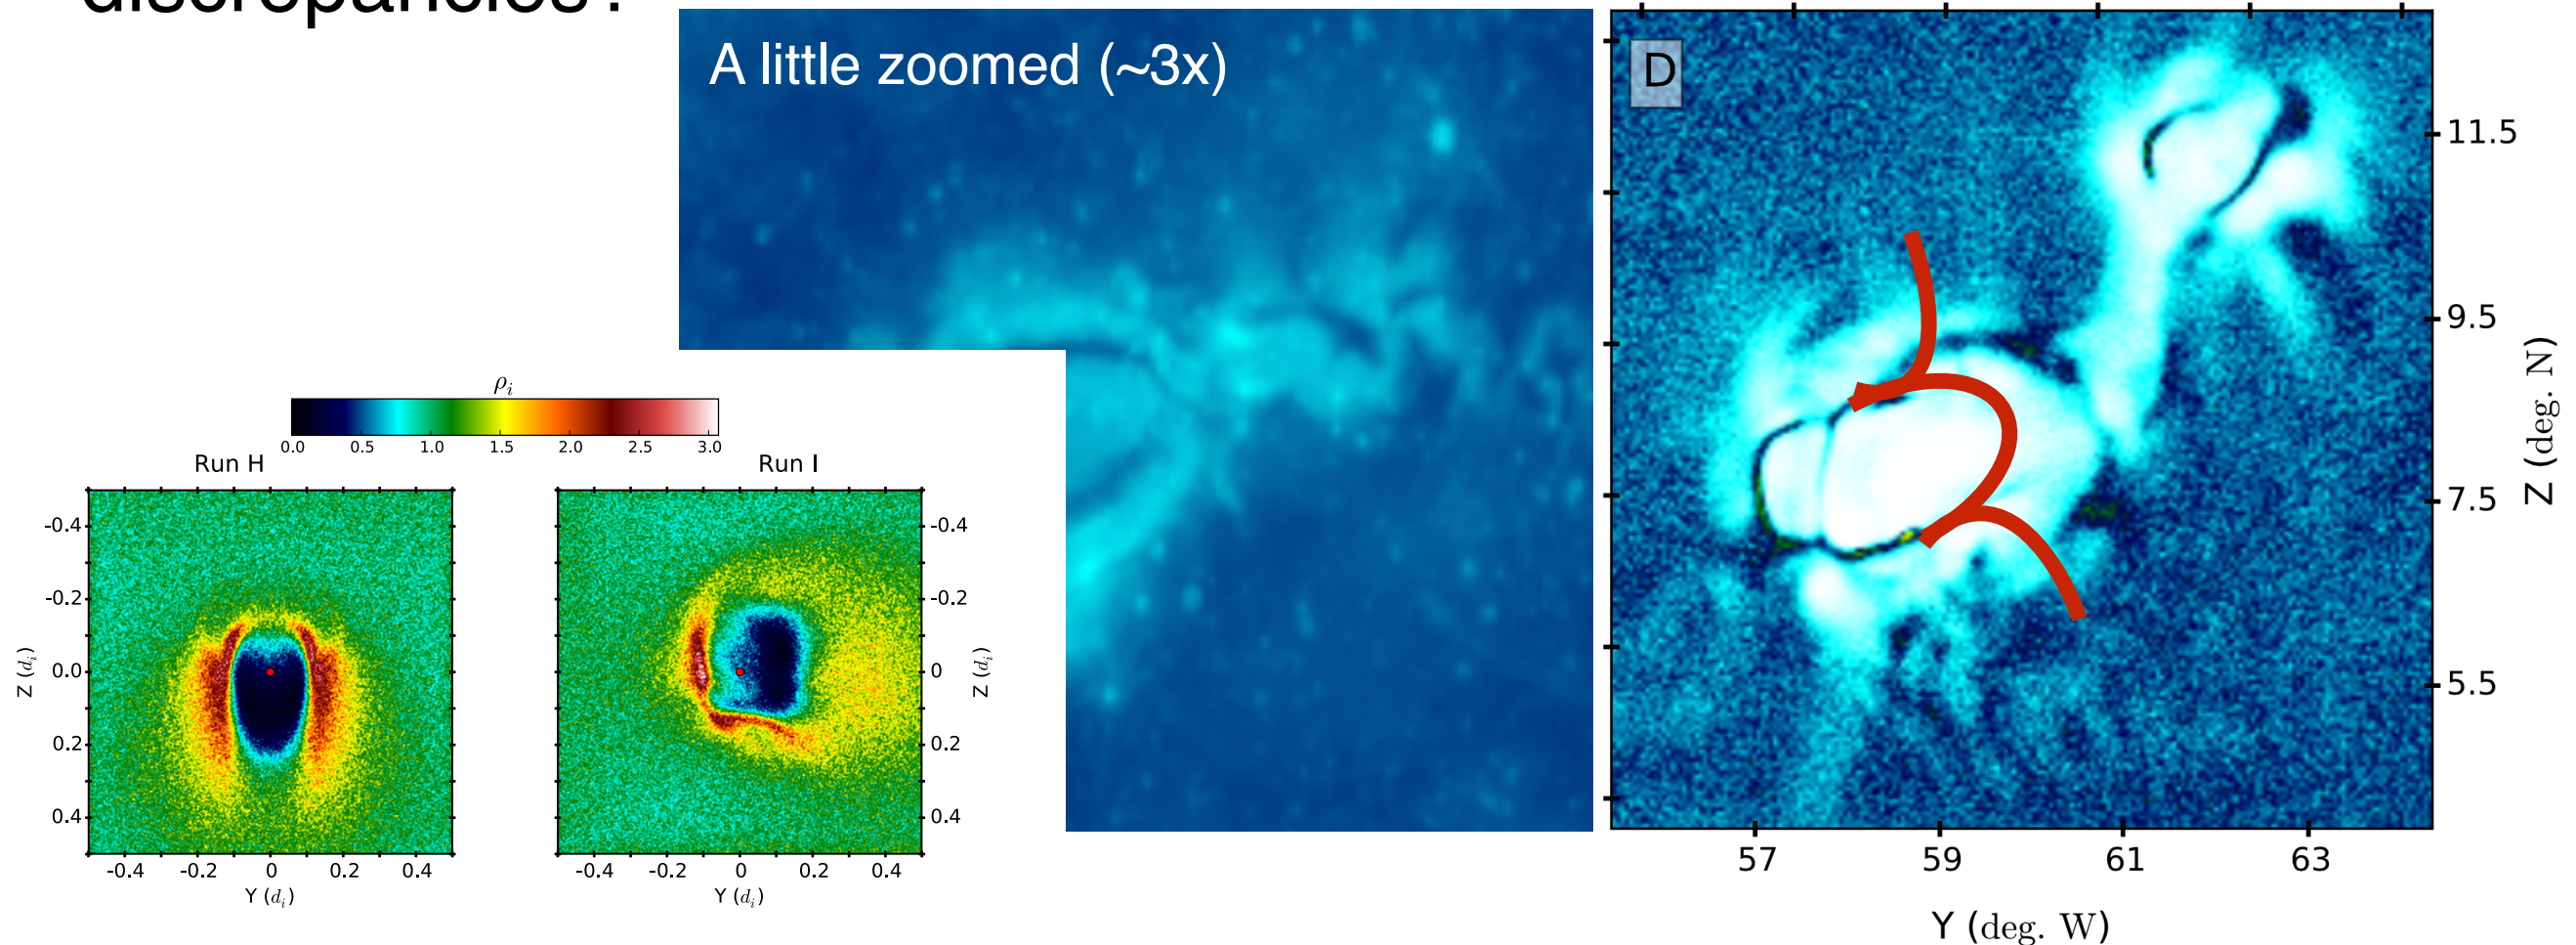 discrepancies?
A little zoomed (~3x)
D
11.5
9.5
7.5
5.5
Z (deg. N)
57 59 61 63
Y (deg. W)
ρi
0.0 0.5 1.0 1.5 2.0 2.5 3.0
Run H
-0.4
-0.2
0.0
0.2
0.4
Z (di)
-0.4 -0.2 0 0.2 0.4
Y (di)
Run I
-0.4
-0.2
0
0.2
0.4
Z (di)
-0.4 -0.2 0 0.2 0.4
Y (di)